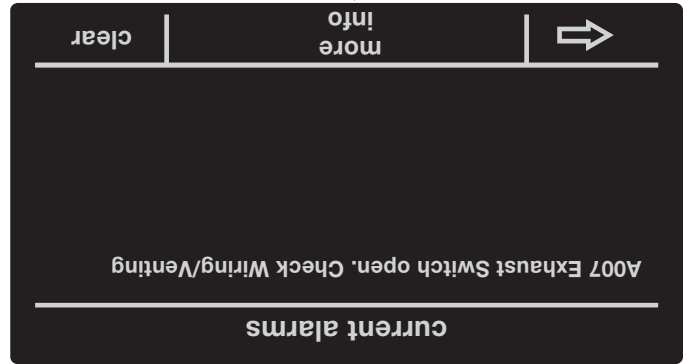 current alarms
A007 Exhaust Switch open. Check Wiring/Venting
more
info
clear